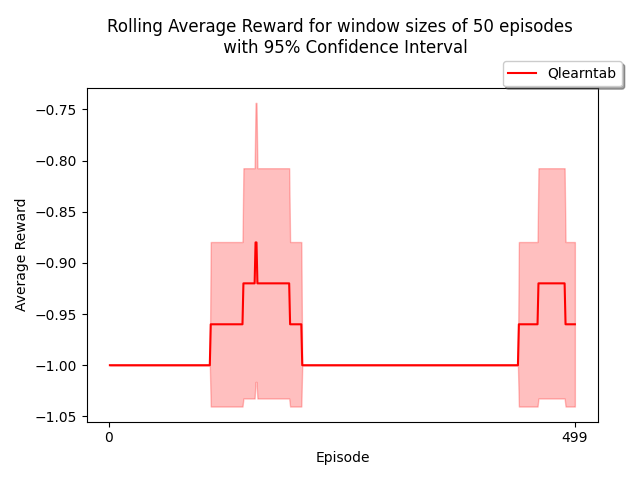 Rolling Average Reward for window sizes of 50 episodes
with 95% Confidence Interval
Qlearntab
−0.75
−0.80
−0.85
−0.90
−0.95
−1.00
−1.05
Average Reward
0
499
Episode